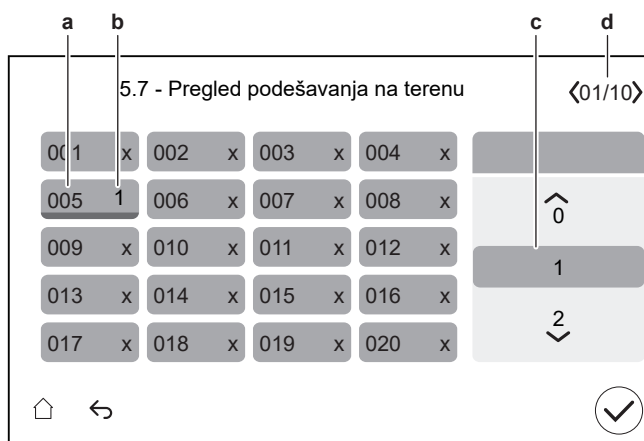 a b c d
5.7 - Pregled podešavanja na terenu 01/10
001 x 002 x 003 x 004 x
005 1 006 x 007 x 008 x 0
009 x 010 x 011 x 012 x 1
013 x 014 x 015 x 016 x 2
017 x 018 x 019 x 020 x